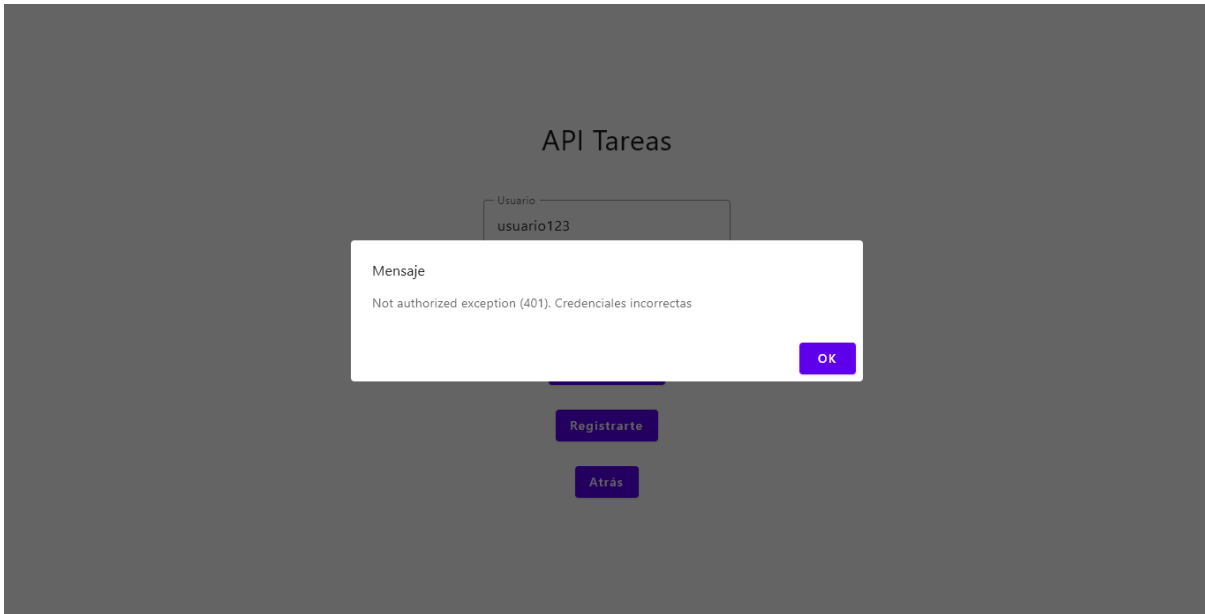 API Tareas
Usuario
usuario123
Mensaje
Not authorized exception (401). Credenciales incorrectas
OK
Registrarte
Atrás